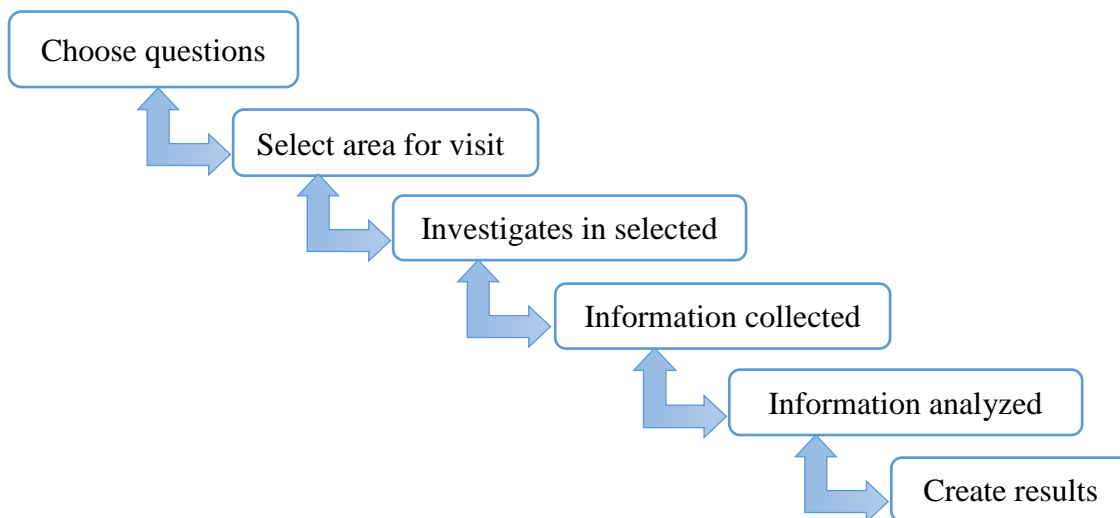 Choose questions
Select area for visit
Investigates in selected
Information collected
Information analyzed
Create results